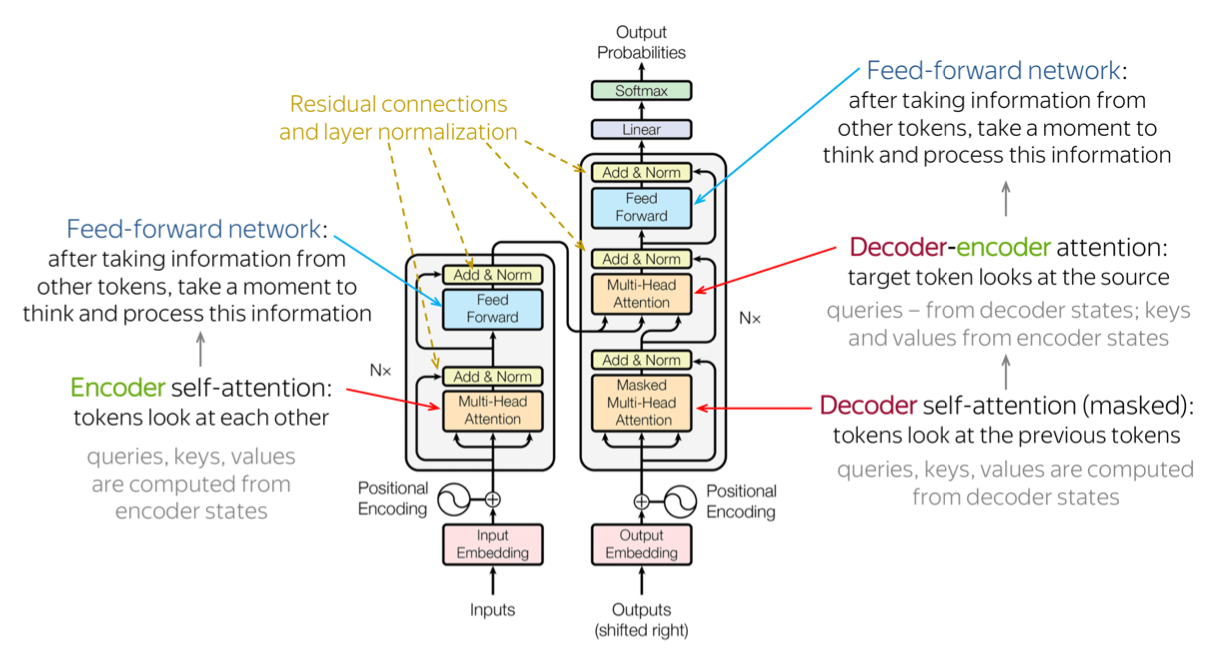 Output
Probabilities
Softmax
Linear
Add & Norm
Feed
Forward
Add & Norm
Multi-Head
Attention
Add & Norm
Masked
Multi-Head
Attention
Nx
Positional
Encoding
Output
Embedding
Outputs
(shifted right)
Residual connections
and layer normalization
Feed-forward network:
after taking information from
other tokens, take a moment to
think and process this information
Encoder self-attention:
tokens look at each other
queries, keys, values
are computed from
encoder states
Add & Norm
Feed
Forward
Add & Norm
Multi-Head
Attention
Nx
Positional
Encoding
Input
Embedding
Inputs
Feed-forward network:
after taking information from
other tokens, take a moment to
think and process this information
Decoder-encoder attention:
target token looks at the source
queries – from decoder states; keys
and values from encoder states
Decoder self-attention (masked):
tokens look at the previous tokens
queries, keys, values are computed
from decoder states